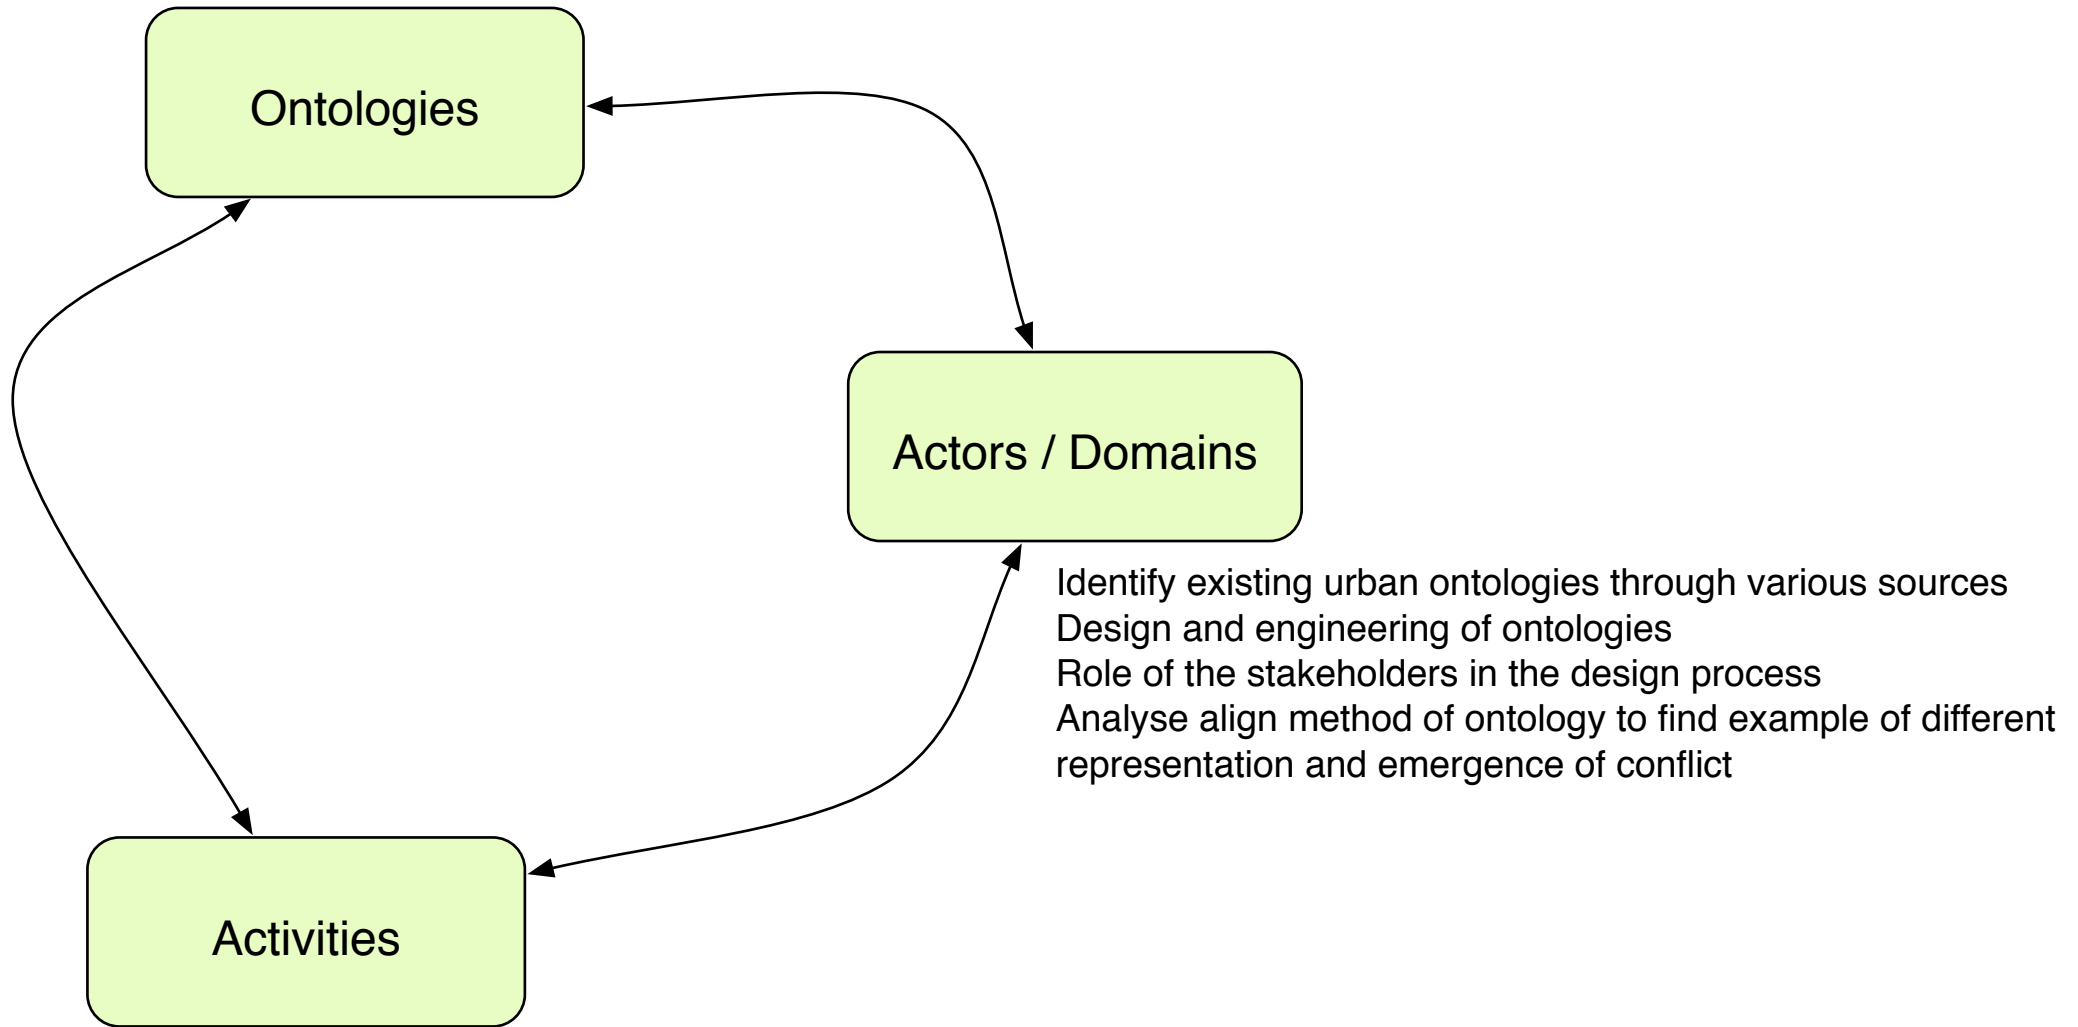 Ontologies
Actors / Domains
Identify existing urban ontologies through various sources
Design and engineering of ontologies
Role of the stakeholders in the design process
Analyse align method of ontology to find example of different
representation and emergence of conflict
Activities